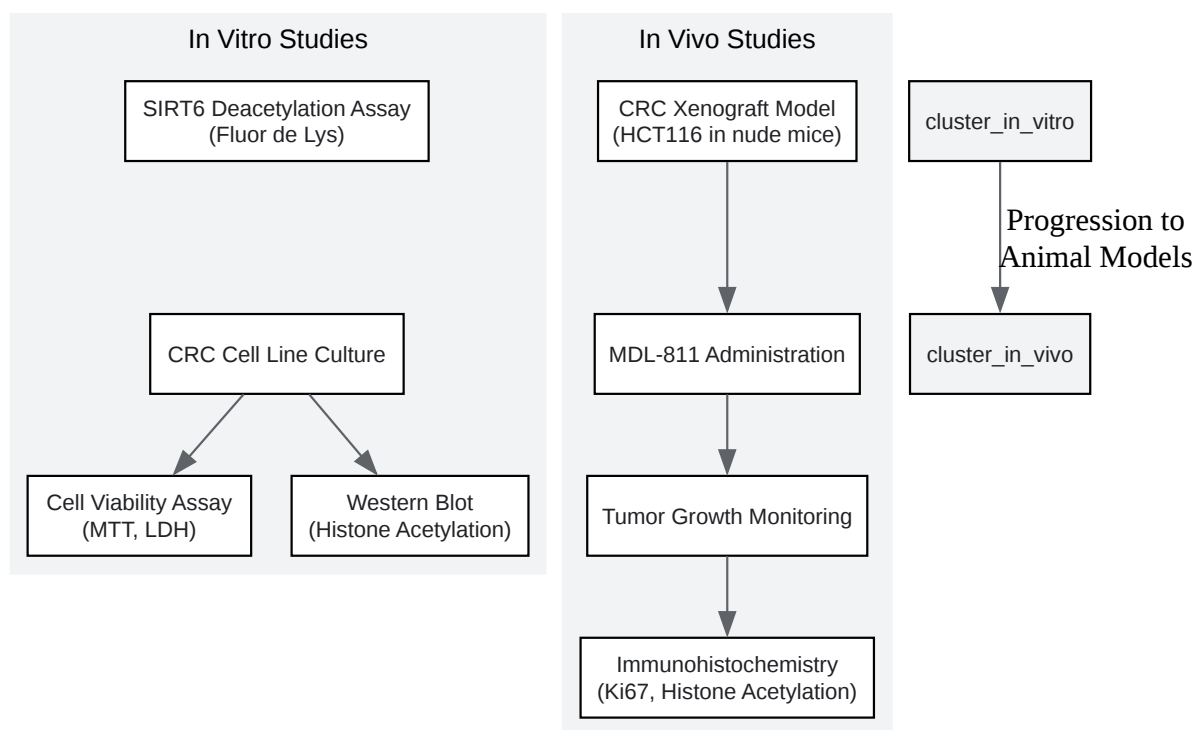 In Vitro Studies
SIRT6 Deacetylation Assay
(Fluor de Lys)
CRC Cell Line Culture
Cell Viability Assay
(MTT, LDH)
Western Blot
(Histone Acetylation)
In Vivo Studies
CRC Xenograft Model
(HCT116 in nude mice)
MDL-811 Administration
Tumor Growth Monitoring
Immunohistochemistry
(Ki67, Histone Acetylation)
cluster_in_vitro
Progression to
Animal Models
cluster_in_vivo